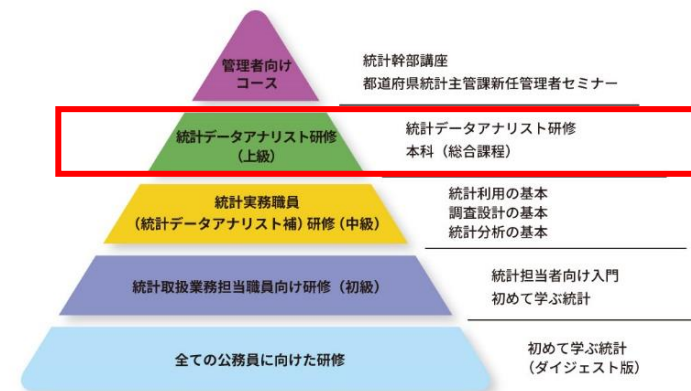 管理者向け
コース
統計幹部講座
都道府県統計主管課新任管理者セミナー
統計データアナリスト研修
（上級）
統計データアナリスト研修
本科（総合課程）
統計実務職員
（統計データアナリスト補）研修（中級）
統計利用の基本
調査設計の基本
統計分析の基本
統計取扱業務担当職員向け研修（初級）
統計担当者向け入門
初めて学ぶ統計
全ての公務員に向けた研修
初めて学ぶ統計
（ダイジェスト版）